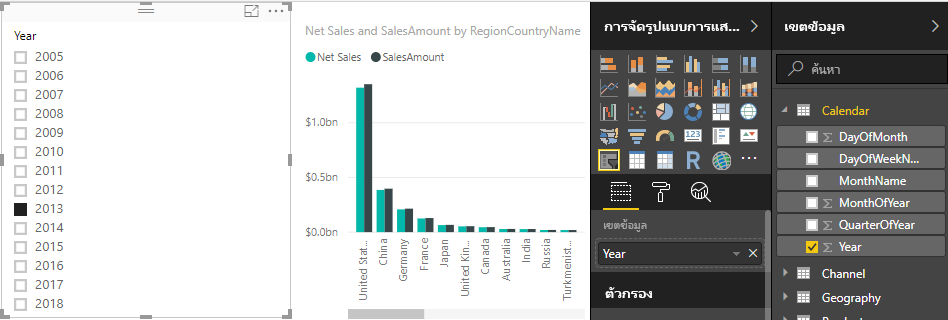 Year
2005
2006
2007
2008
2009
2010
2011
2012
2013
2014
2015
2016
2017
2018
Net Sales and SalesAmount by RegionCountryName
Net Sales SalesAmount
$1.0bn
$0.5bn
$0.0bn
United Stat...
China
Germany
France
Japan
United Kin...
Canada
Australia
India
Russia
Turkmenist...
การจัดรูปแบบการแส...
123
R
...
เขตข้อมูล
Year
ตัวกรอง
เขตข้อมูล
ค้นหา
Calendar
DayOfMonth
DayOfWeekN...
MonthName
MonthOfYear
QuarterOfYear
Year
Channel
Geography